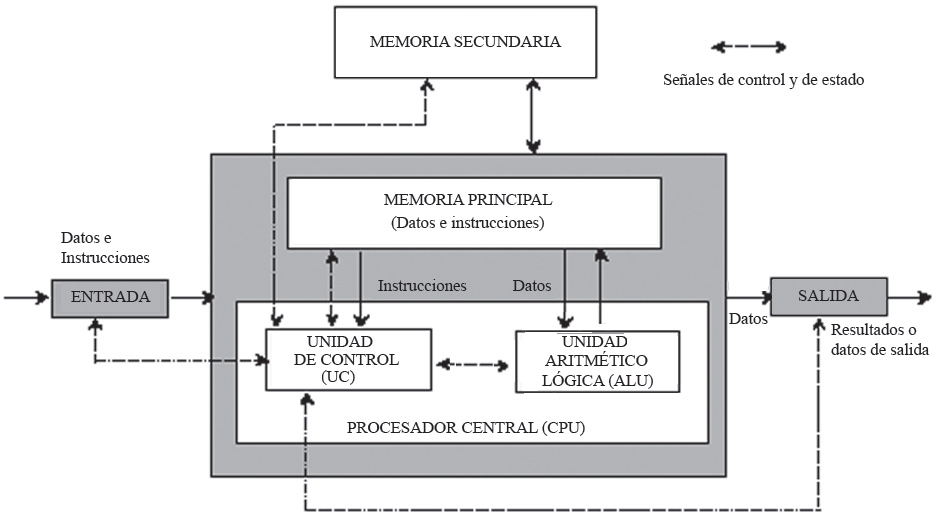 MEMORIA SECUNDARIA
Señales de control y de estado
MEMORIA PRINCIPAL
(Datos e instrucciones)
Datos e
Instrucciones
ENTRADA
Instrucciones
Datos
SALIDA
Datos
Resultados o
datos de salida
UNIDAD
DE CONTROL
(UC)
UNIDAD
ARITMÉTICO
LÓGICA (ALU)
PROCESADOR CENTRAL (CPU)